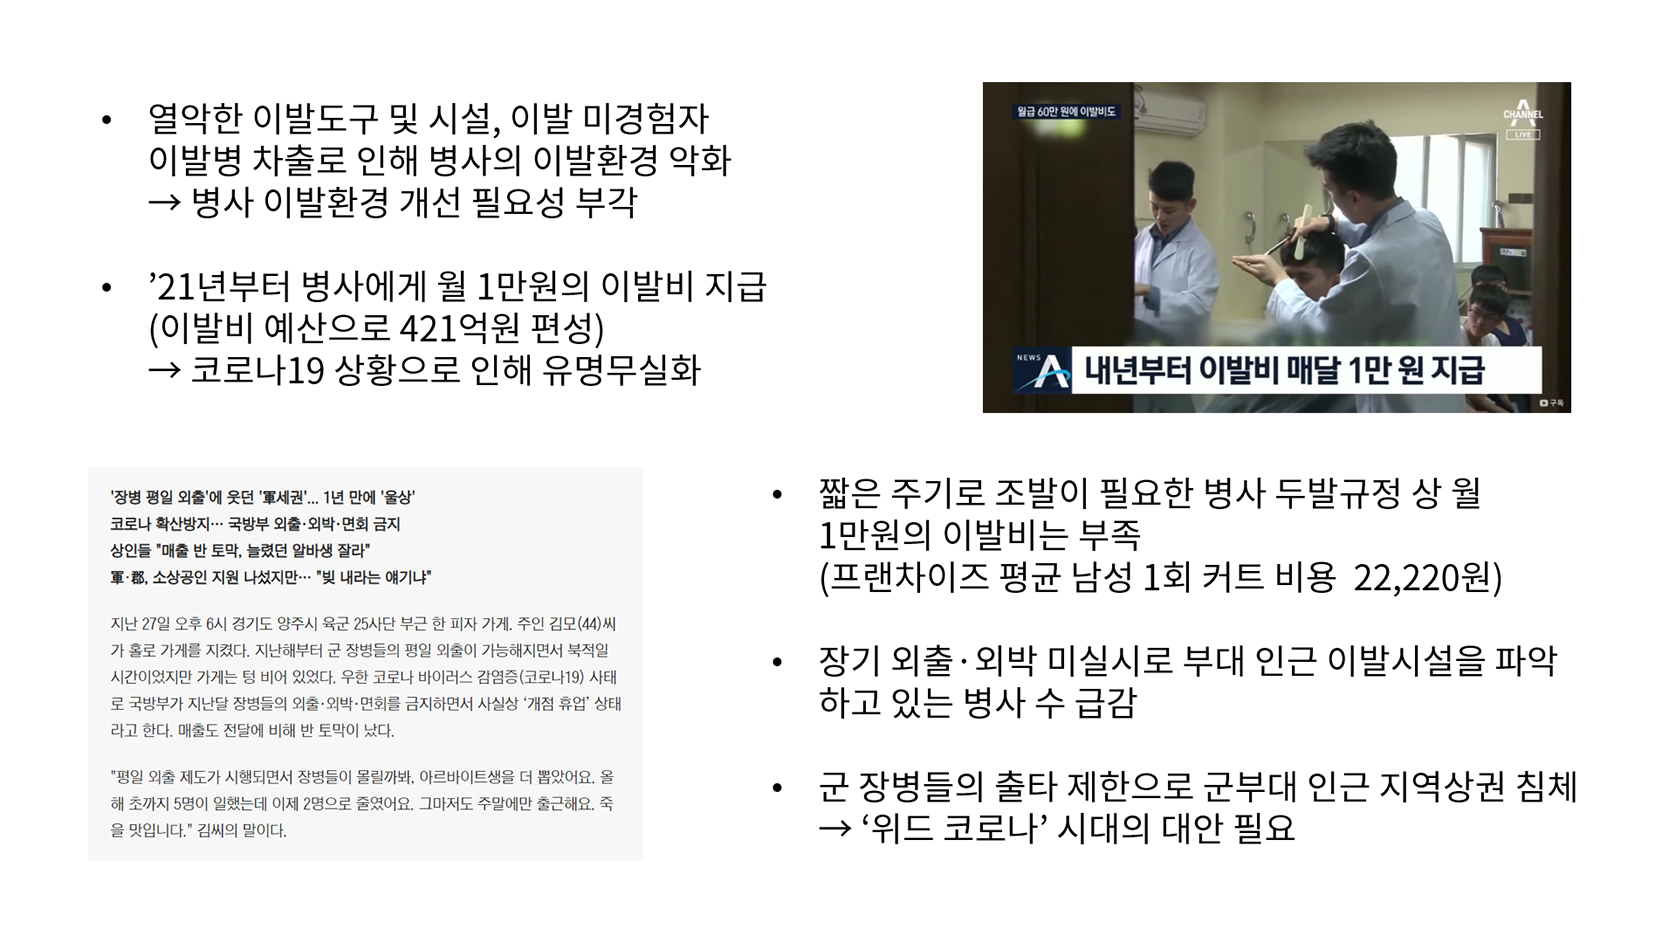 • 열악한 이발도구 및 시설, 이발 미경험자
이발병 차출로 인해 병사의 이발환경 악화
→ 병사 이발환경 개선 필요성 부각
• ’21년부터 병사에게 월 1만원의 이발비 지급
(이발비 예산으로 421억원 편성)
→ 코로나19 상황으로 인해 유명무실화
월급 60만 원에 이발비도
CHANNEL
LIVE
NEWS A
내년부터 이발비 매달 1만 원 지급
구독
'장병 평일 외출'에 웃던 '軍세권'... 1년 만에 '울상'
코로나 확산방지… 국방부 외출·외박·면회 금지
상인들 "매출 반 토막, 늘렸던 알바생 잘라"
軍·郡, 소상공인 지원 나섰지만… "빚 내라는 얘기냐"
지난 27일 오후 6시 경기도 양주시 육군 25사단 부근 한 피자 가게. 주인 김모(44)씨
가 홀로 가게를 지켰다. 지난해부터 군 장병들의 평일 외출이 가능해지면서 북적일
시간이었지만 가게는 텅 비어 있었다. 우한 코로나 바이러스 감염증(코로나19) 사태
로 국방부가 지난달 장병들의 외출·외박·면회를 금지하면서 사실상 ‘개점 휴업’ 상태
라고 한다. 매출도 전달에 비해 반 토막이 났다.
"평일 외출 제도가 시행되면서 장병들이 몰릴까봐, 아르바이트생을 더 뽑았어요. 올
해 초까지 5명이 일했는데 이제 2명으로 줄였어요. 그마저도 주말에만 출근해요. 죽
을 맛입니다." 김씨의 말이다.
• 짧은 주기로 조발이 필요한 병사 두발규정 상 월
1만원의 이발비는 부족
(프랜차이즈 평균 남성 1회 커트 비용 22,220원)
• 장기 외출·외박 미실시로 부대 인근 이발시설을 파악
하고 있는 병사 수 급감
• 군 장병들의 출타 제한으로 군부대 인근 지역상권 침체
→ ‘위드 코로나’ 시대의 대안 필요